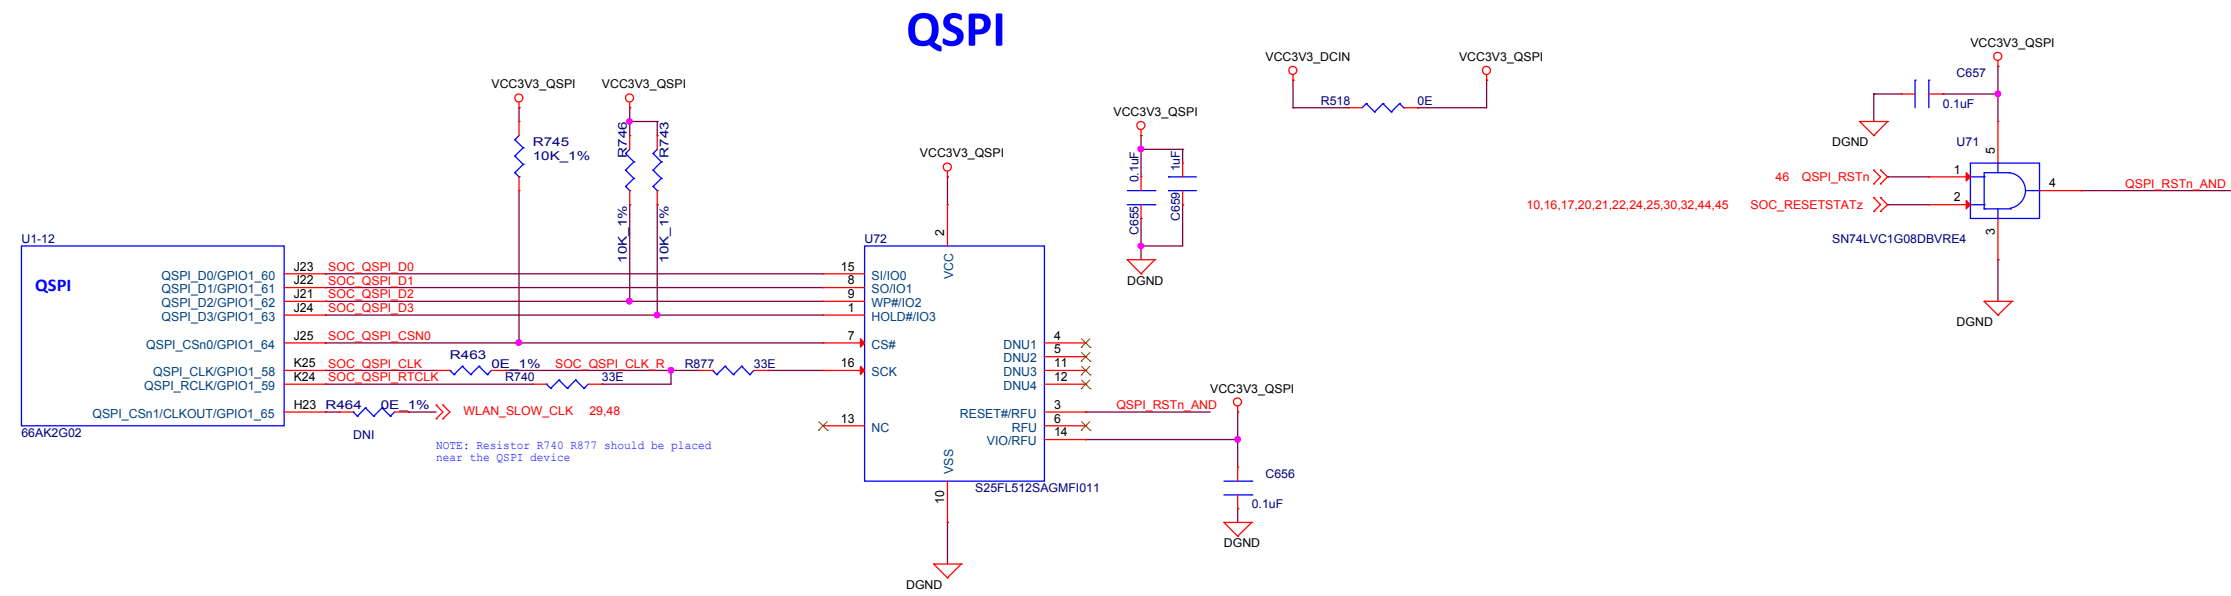 QSPI
VCC3V3_QSPI
VCC3V3_QSPI
R745
10K_1%
R746
10K_1%
R743
10K_1%
VCC3V3_DCIN
VCC3V3_QSPI
R518 0E
VCC3V3_QSPI
0.1uF
C655
1uF
C659
DGND
VCC3V3_QSPI
C657
0.1uF
DGND
U71
5
46 QSPI_RSTn 1
10,16,17,20,21,22,24,25,30,32,44,45 SOC_RESETSTATz 2
4 QSPI_RSTn_AND
3
SN74LVC1G08DBVRE4
DGND
U1-12
QSPI
QSPI_D0/GPIO1_60 J23 SOC_QSPI_D0
QSPI_D1/GPIO1_61 J22 SOC_QSPI_D1
QSPI_D2/GPIO1_62 J21 SOC_QSPI_D2
QSPI_D3/GPIO1_63 J24 SOC_QSPI_D3
QSPI_CSn0/GPIO1_64 J25 SOC_QSPI_CSN0
QSPI_CLK/GPIO1_58 K25 SOC_QSPI_CLK R463 0E_1% SOC_QSPI_CLK_R R877 33E
QSPI_RCLK/GPIO1_59 K24 SOC_QSPI_RTCLK R740 33E
QSPI_CSn1/CLKOUT/GPIO1_65 H23 R464 0E_1% WLAN_SLOW_CLK 29,48
DNI
66AK2G02
NOTE: Resistor R740 R877 should be placed
near the QSPI device
VCC3V3_QSPI
2
U72
VCC
15 SI/IO0
8 SO/IO1
9 WP#/IO2
1 HOLD#/IO3
7 CS#
16 SCK
13 NC
DNU1 4
DNU2 5
DNU3 11
DNU4 12
RESET#/RFU 3 QSPI_RSTn_AND
RFU 6
VIO/RFU 14
VSS
10
S25FL512SAGMFI011
DGND
VCC3V3_QSPI
C656
0.1uF
DGND